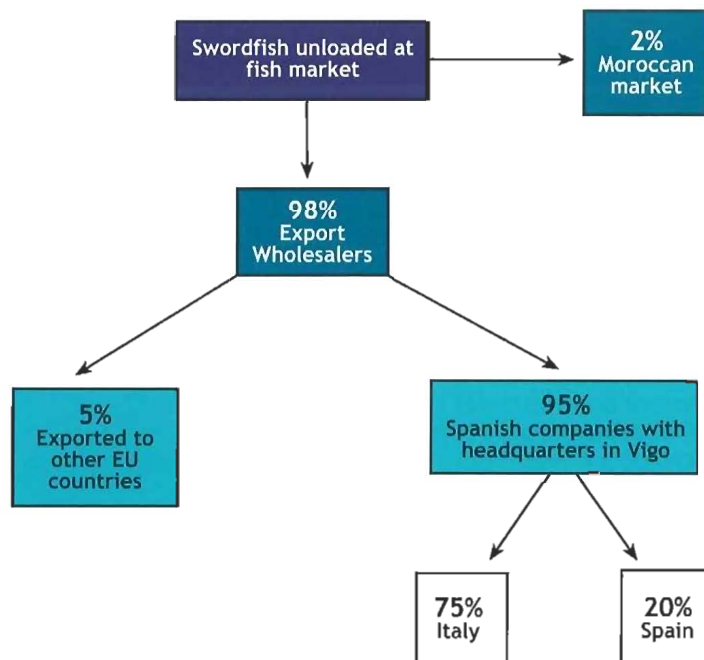 Swordfish unloaded at
fish market
2%
Moroccan
market
98%
Export
Wholesalers
5%
Exported to
other EU
countries
95%
Spanish companies with
headquarters in Vigo
75%
Italy
20%
Spain